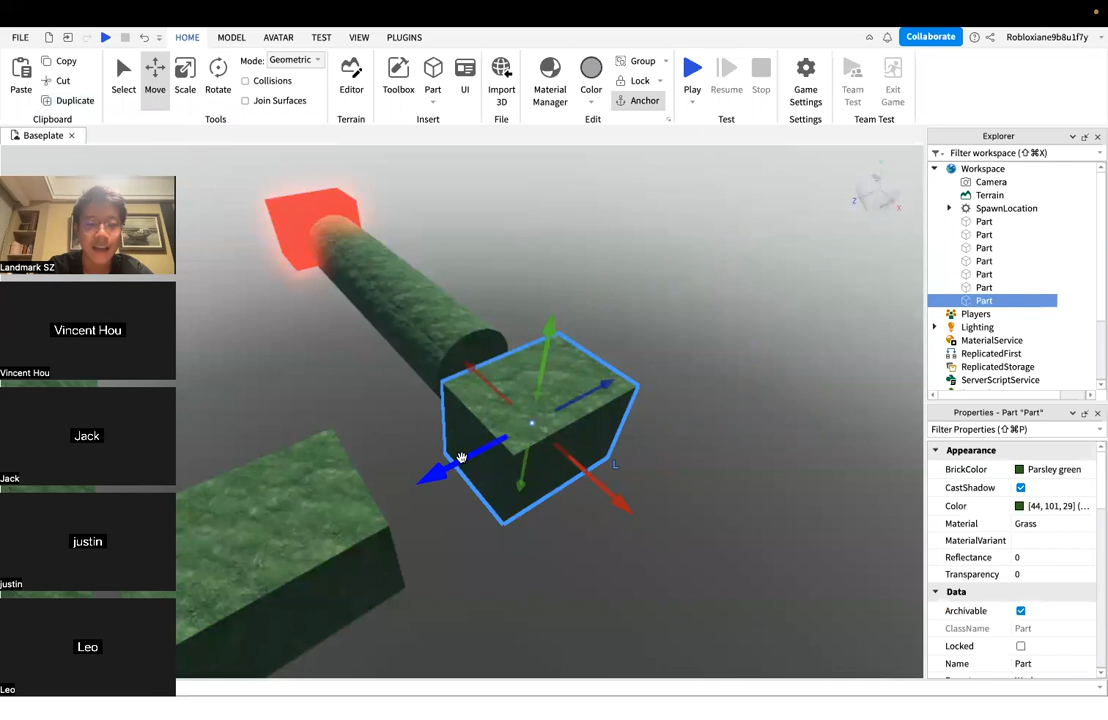 FILE HOME MODEL AVATAR TEST VIEW PLUGINS Collaborate Robloxiane9b8u1f7y
Paste Copy Cut Duplicate Clipboard
Select Move Scale Rotate Mode: Geometric Collisions Join Surfaces Tools
Editor Terrain
Toolbox Part UI Insert
Import 3D File
Material Manager Color Group Lock Anchor Edit
Play Resume Stop Test
Game Settings Settings
Team Test Exit Game Team Test
Baseplate
Explorer
Filter workspace (⇧⌘X)
Workspace
Camera
Terrain
SpawnLocation
Part
Part
Part
Part
Part
Part
Part
Players
Lighting
MaterialService
ReplicatedFirst
ReplicatedStorage
ServerScriptService
Properties - Part "Part"
Filter Properties (⇧⌘P)
Appearance
BrickColor Parsley green
CastShadow
Color [44, 101, 29] (...
Material Grass
MaterialVariant
Reflectance 0
Transparency 0
Data
Archivable
ClassName Part
Locked
Name Part
Y
Z
X
L
Landmark SZ
Vincent Hou
Vincent Hou
Jack
Jack
justin
justin
Leo
Leo